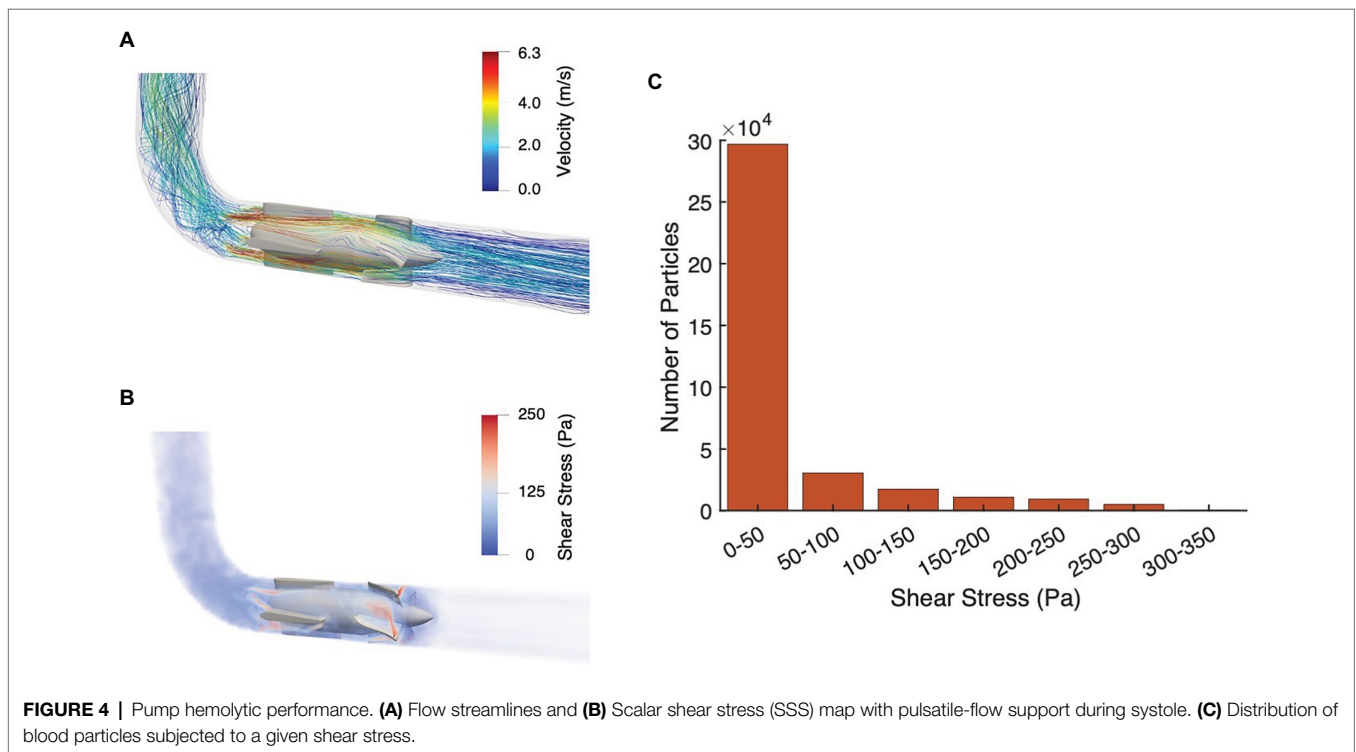 A
6.3
4.0
2.0
0.0
Velocity (m/s)
B
250
125
0
Shear Stress (Pa)
C
×10⁴
30
25
20
15
10
5
0
Number of Particles
0-50
50-100
100-150
150-200
200-250
250-300
300-350
Shear Stress (Pa)
FIGURE 4 | Pump hemolytic performance. (A) Flow streamlines and (B) Scalar shear stress (SSS) map with pulsatile-flow support during systole. (C) Distribution of
blood particles subjected to a given shear stress.